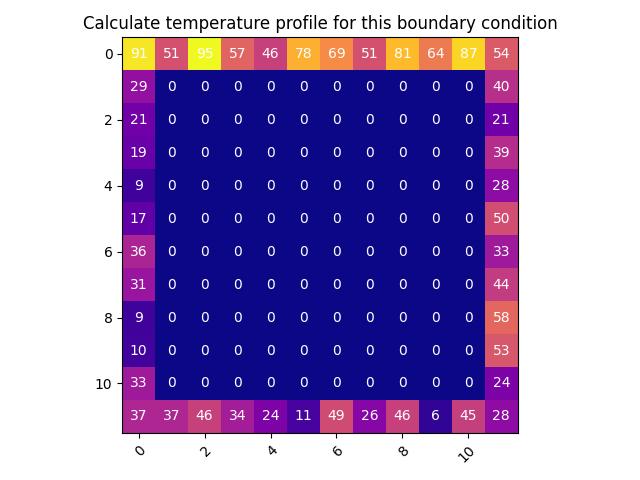 Calculate temperature profile for this boundary condition
0 91 51 95 57 46 78 69 51 81 64 87 54
29 0 0 0 0 0 0 0 0 0 0 40
2 21 0 0 0 0 0 0 0 0 0 0 21
19 0 0 0 0 0 0 0 0 0 0 39
4 9 0 0 0 0 0 0 0 0 0 0 28
17 0 0 0 0 0 0 0 0 0 0 50
6 36 0 0 0 0 0 0 0 0 0 0 33
31 0 0 0 0 0 0 0 0 0 0 44
8 9 0 0 0 0 0 0 0 0 0 0 58
10 0 0 0 0 0 0 0 0 0 0 53
10 33 0 0 0 0 0 0 0 0 0 0 24
37 37 46 34 24 11 49 26 46 6 45 28
0 2 4 6 8 10